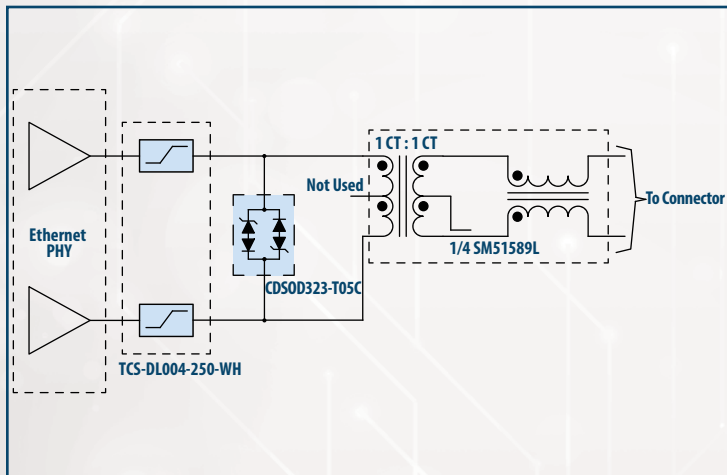 1 CT : 1 CT
Not Used
To Connector
Ethernet
PHY
1/4 SM51589L
CDSOD323-T05C
TCS-DL004-250-WH